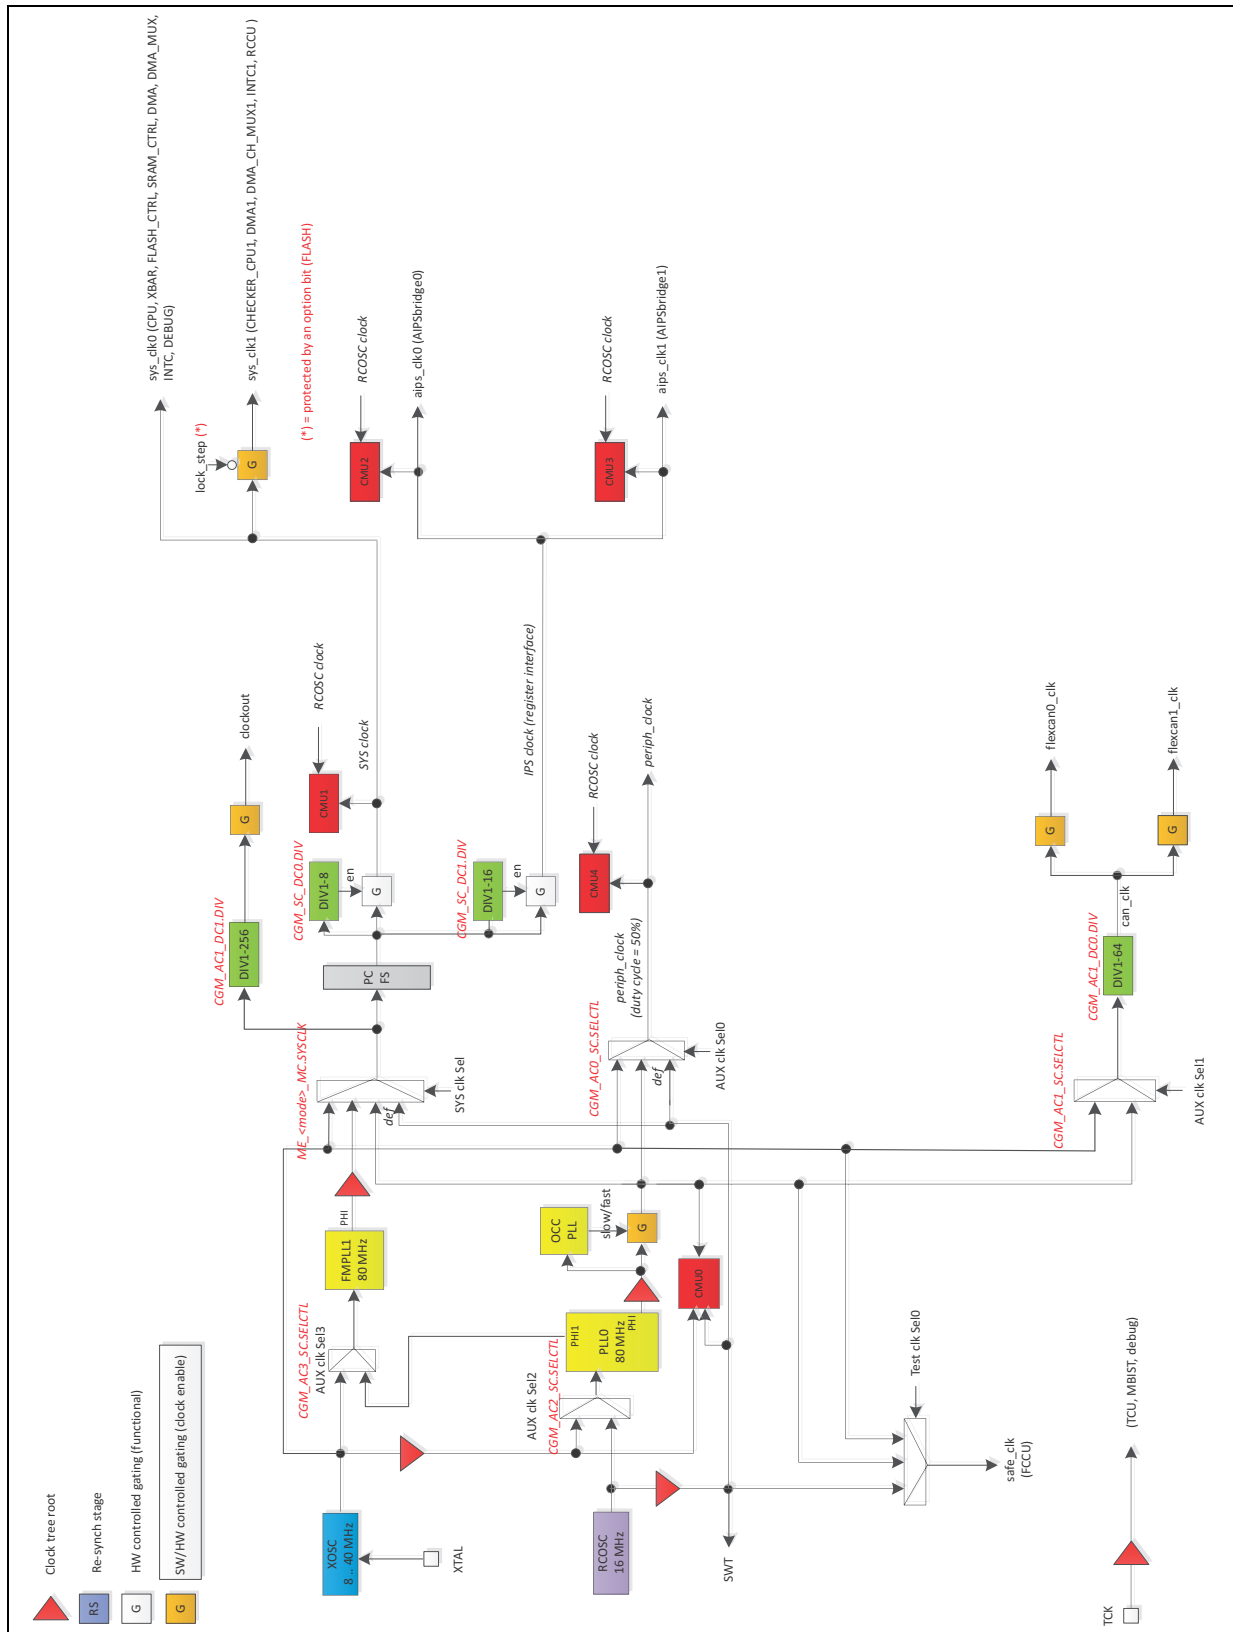 Clock tree root
RS
Re-synch stage
G
HW controlled gating (functional)
G
SW/HW controlled gating (clock enable)
XOSC
8 .. 40 MHz
XTAL
CGM_AC3_SC.SELCTL
AUX clk Sel3
FMPLL1
80 MHz
PHI
ME_<mode>_MC.SYSCLK
def
SYS clk Sel
CGM_AC1_DC1.DIV
DIV1-256
G
clockout
PC
FS
CGM_SC_DC0.DIV
DIV1-8
en
G
CMU1
RCOSC clock
SYS clock
sys_clk0 (CPU, XBAR, FLASH_CTRL, SRAM_CTRL, DMA, DMA_MUX,
INTC, DEBUG)
lock_step (*)
G
sys_clk1 (CHECKER_CPU1, DMA1, DMA_CH_MUX1, INTC1, RCCU )
(*) = protected by an option bit (FLASH)
CGM_SC_DC1.DIV
DIV1-16
en
G
IPS clock (register interface)
CMU2
RCOSC clock
aips_clk0 (AIPSbridge0)
CMU3
RCOSC clock
aips_clk1 (AIPSbridge1)
AUX clk Sel2
CGM_AC2_SC.SELCTL
PHI1
PLL0
80 MHz
PHI
OCC
PLL
slow/fast
G
RCOSC
16 MHz
CMU0
CGM_AC0_SC.SELCTL
def
AUX clk Sel0
periph_clock
(duty cycle = 50%)
CMU4
RCOSC clock
periph_clock
SWT
Test clk Sel0
safe_clk
(FCCU)
CGM_AC1_SC.SELCTL
AUX clk Sel1
CGM_AC1_DC0.DIV
DIV1-64
can_clk
G
flexcan0_clk
G
flexcan1_clk
TCK
(TCU, MBIST, debug)